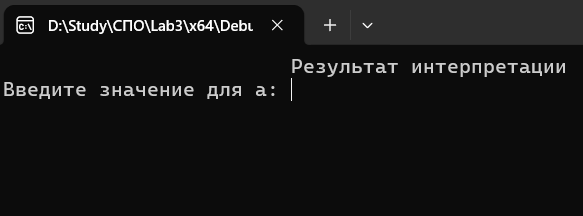 D:\Study\СПО\Lab3\x64\Debu
Результат интерпретации
Введите значение для a: